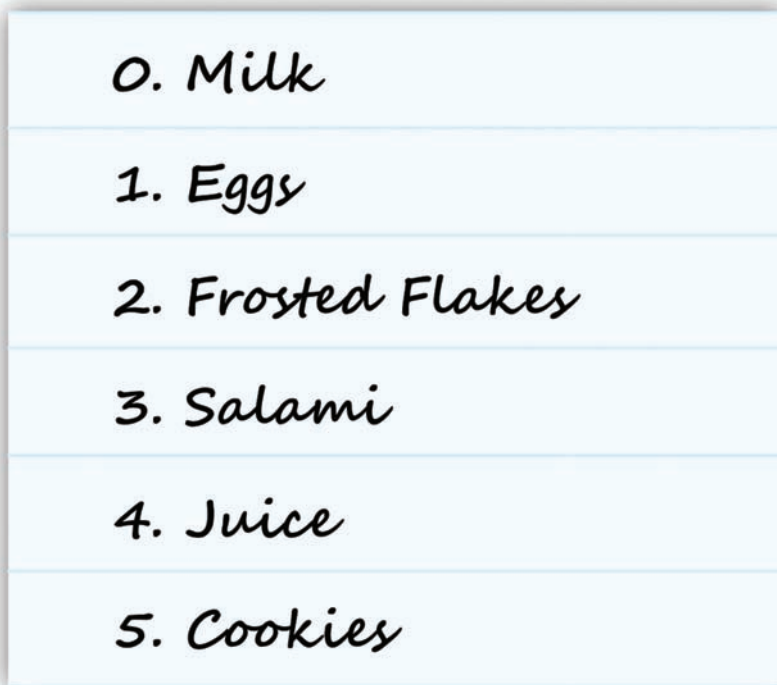 0. Milk
1. Eggs
2. Frosted Flakes
3. Salami
4. Juice
5. Cookies